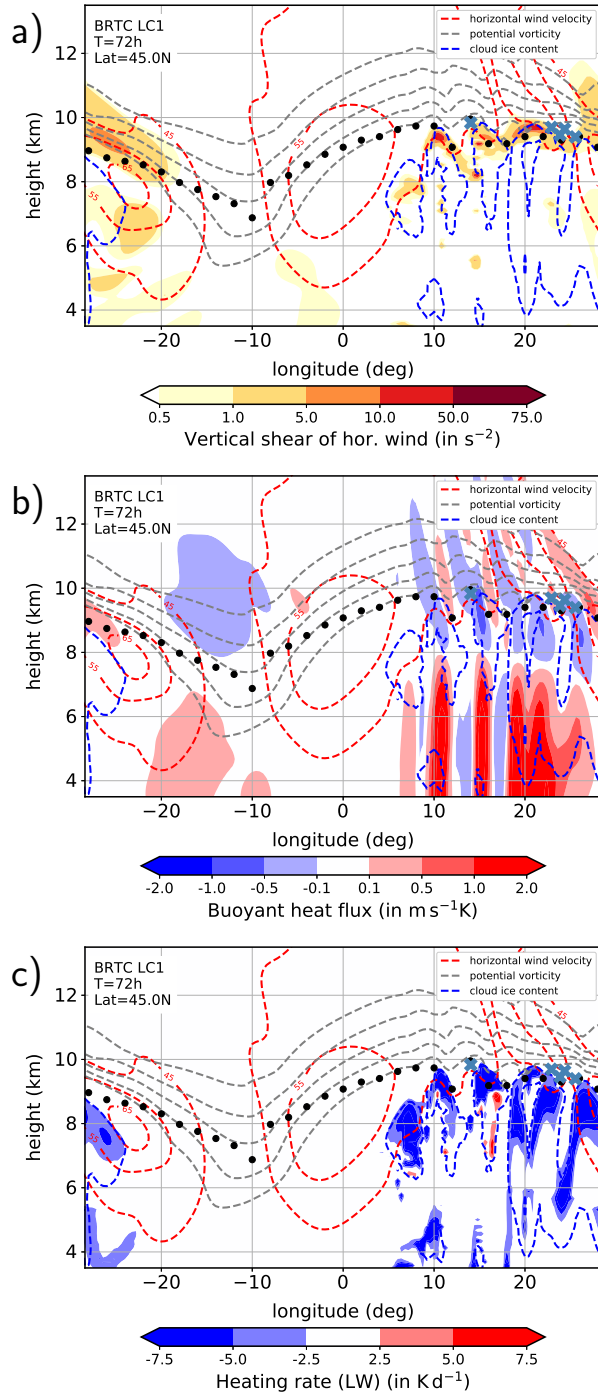 a)
BRTC LC1
T=72h
Lat=45.0N
horizontal wind velocity
potential vorticity
cloud ice content
45
45
55
65
55
height (km)
12
10
8
6
4
−20
−10
0
10
20
longitude (deg)
0.5
1.0
5.0
10.0
50.0
75.0
Vertical shear of hor. wind (in s⁻²)
b)
BRTC LC1
T=72h
Lat=45.0N
horizontal wind velocity
potential vorticity
cloud ice content
45
45
55
65
55
height (km)
12
10
8
6
4
−20
−10
0
10
20
longitude (deg)
-2.0
-1.0
-0.5
-0.1
0.1
0.5
1.0
2.0
Buoyant heat flux (in m s⁻¹K)
c)
BRTC LC1
T=72h
Lat=45.0N
horizontal wind velocity
potential vorticity
cloud ice content
45
45
55
65
55
height (km)
12
10
8
6
4
−20
−10
0
10
20
longitude (deg)
-7.5
-5.0
-2.5
2.5
5.0
7.5
Heating rate (LW) (in K d⁻¹)